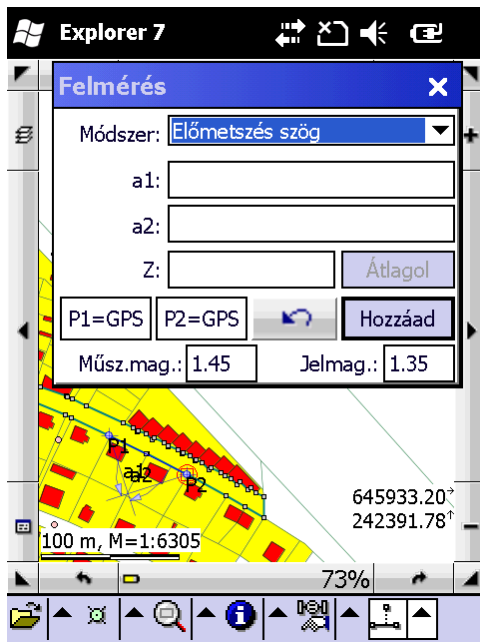 Explorer 7
Felmérés
Módszer: Előmetszés szög
a1:
a2:
Z: Átlagol
P1=GPS P2=GPS Hozzáad
Műsz.mag.: 1.45 Jelmag.: 1.35
P1
a1 a2 P2
645933.20
242391.78
100 m, M=1:6305
73%